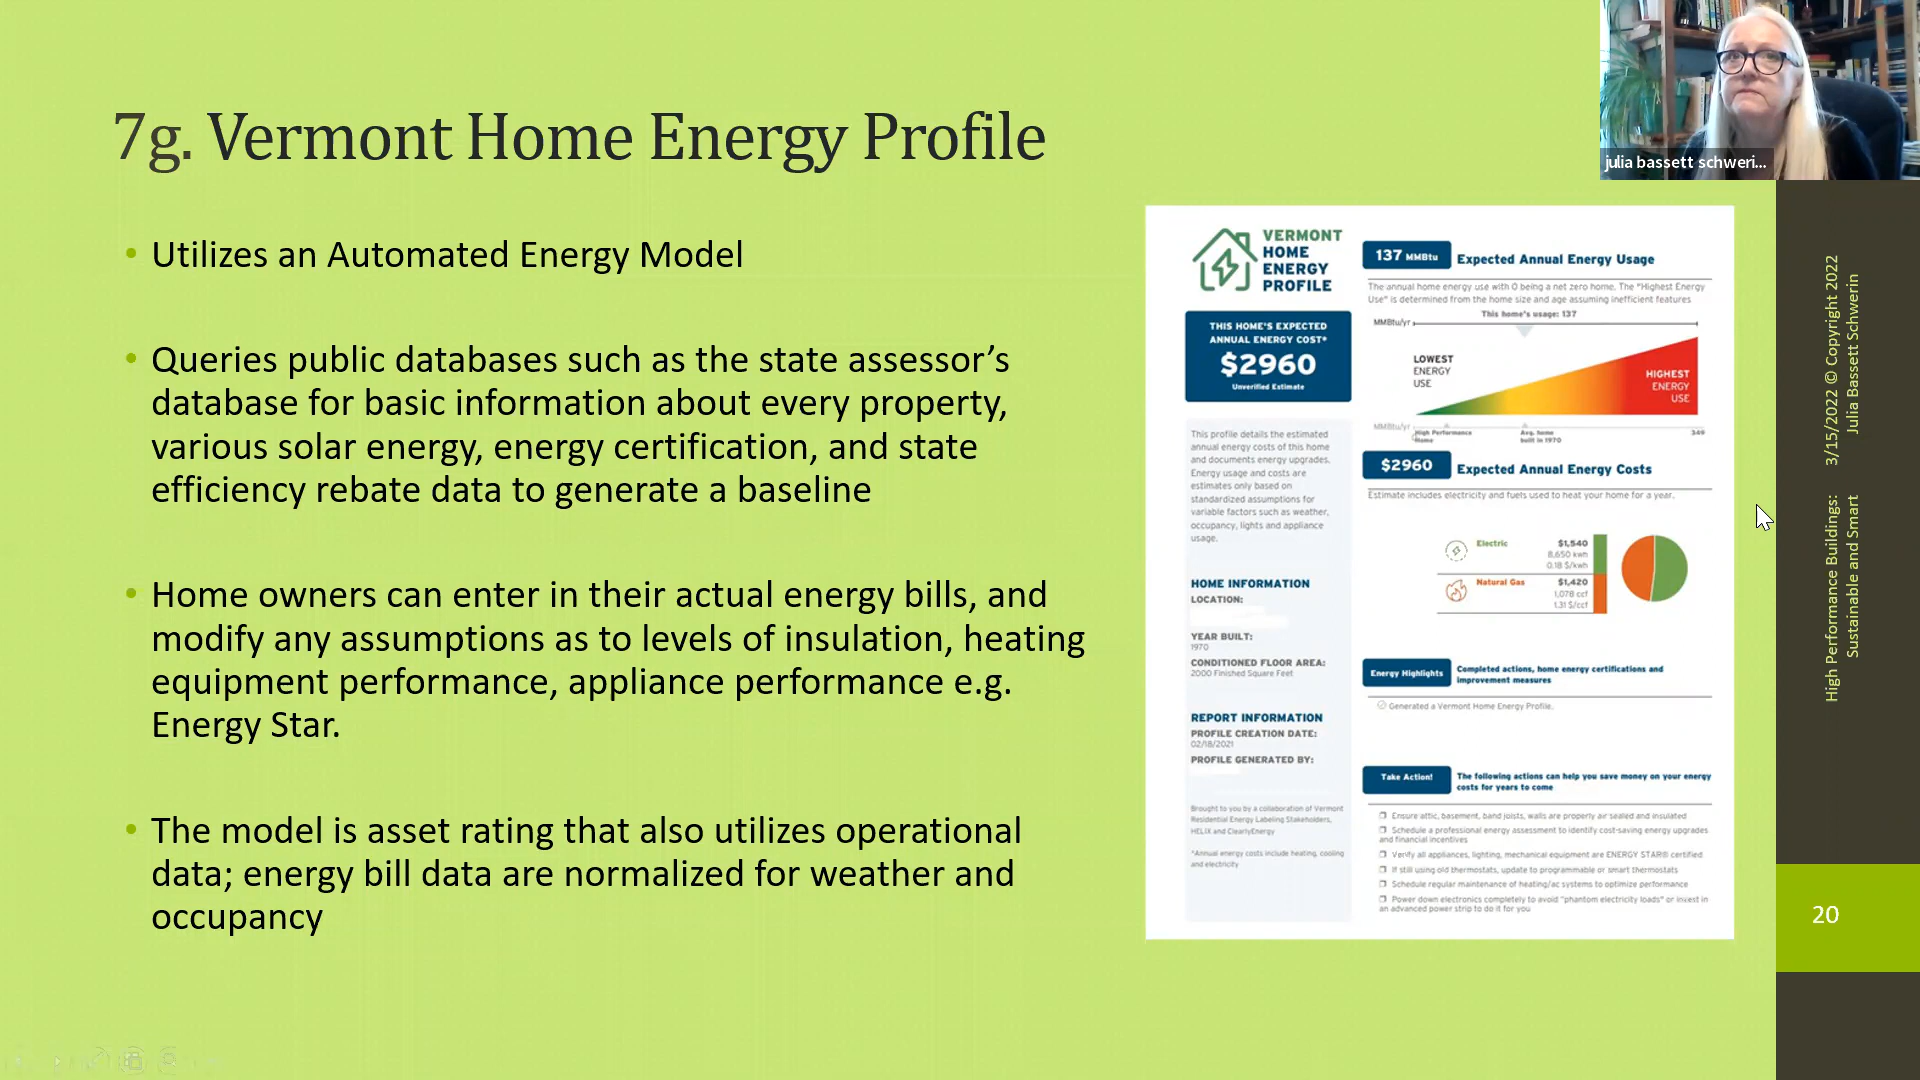 7g. Vermont Home Energy Profile
• Utilizes an Automated Energy Model
• Queries public databases such as the state assessor’s
database for basic information about every property,
various solar energy, energy certification, and state
efficiency rebate data to generate a baseline
• Home owners can enter in their actual energy bills, and
modify any assumptions as to levels of insulation, heating
equipment performance, appliance performance e.g.
Energy Star.
• The model is asset rating that also utilizes operational
data; energy bill data are normalized for weather and
occupancy
VERMONT
HOME
ENERGY
PROFILE
THIS HOME'S EXPECTED
ANNUAL ENERGY COST*
$2960
Unverified Estimate
This profile details the estimated
annual energy costs of this home
and documents energy upgrades.
Energy usage and costs are
estimates only based on
standardized assumptions for
variable factors such as weather,
occupancy, lights and appliance
usage.
HOME INFORMATION
LOCATION:
YEAR BUILT:
1970
CONDITIONED FLOOR AREA:
2000 Finished Square Feet
REPORT INFORMATION
PROFILE CREATION DATE:
02/18/2021
PROFILE GENERATED BY:
Brought to you by a collaboration of Vermont
Residential Energy Labeling Stakeholders,
HELIX and ClearlyEnergy
*Annual energy costs include heating, cooling
and electricity
137 MMBtu Expected Annual Energy Usage
The annual home energy use with 0 being a net zero home. The "Highest Energy
Use" is determined from the home size and age assuming inefficient features
This home's usage: 137
MMBtu/yr
LOWEST
ENERGY
USE
HIGHEST
ENERGY
USE
MMBtu/yr
High Performance
Home
Avg. home
built in 1970
349
$2960 Expected Annual Energy Costs
Estimate includes electricity and fuels used to heat your home for a year.
Electric $1,540
8,650 kwh
0.18 $/kwh
Natural Gas $1,420
1,078 ccf
1.31 $/ccf
Energy Highlights Completed actions, home energy certifications and
improvement measures
Generated a Vermont Home Energy Profile.
Take Action! The following actions can help you save money on your energy
costs for years to come
Ensure attic, basement, band joists, walls are properly air sealed and insulated
Schedule a professional energy assessment to identify cost-saving energy upgrades
and financial incentives
Verify all appliances, lighting, mechanical equipment are ENERGY STAR® certified
If still using old thermostats, update to programmable or smart thermostats
Schedule regular maintenance of heating/ac systems to optimize performance
Power down electronics completely to avoid "phantom electricity loads" or invest in
an advanced power strip to do it for you
julia bassett schweri...
High Performance Buildings: 3/15/2022 © Copyright 2022
Sustainable and Smart Julia Bassett Schwerin
20